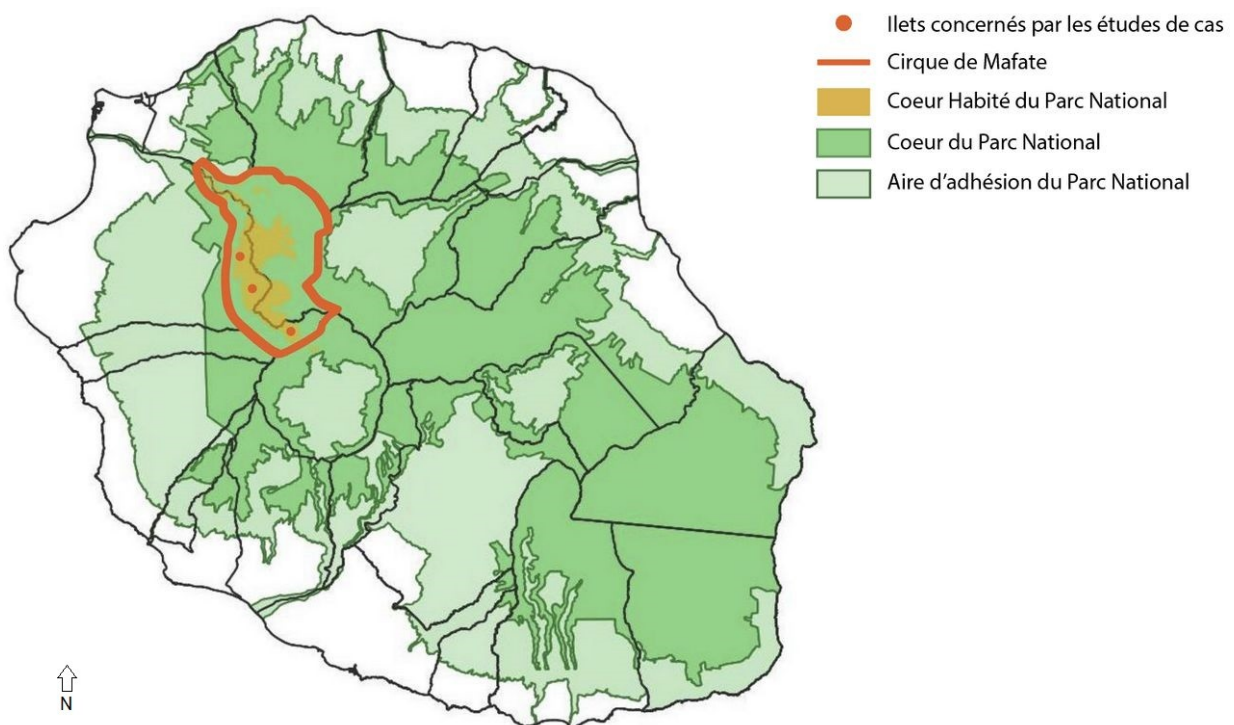 Ilets concernés par les études de cas
Cirque de Mafate
Coeur Habité du Parc National
Coeur du Parc National
Aire d'adhésion du Parc National
N